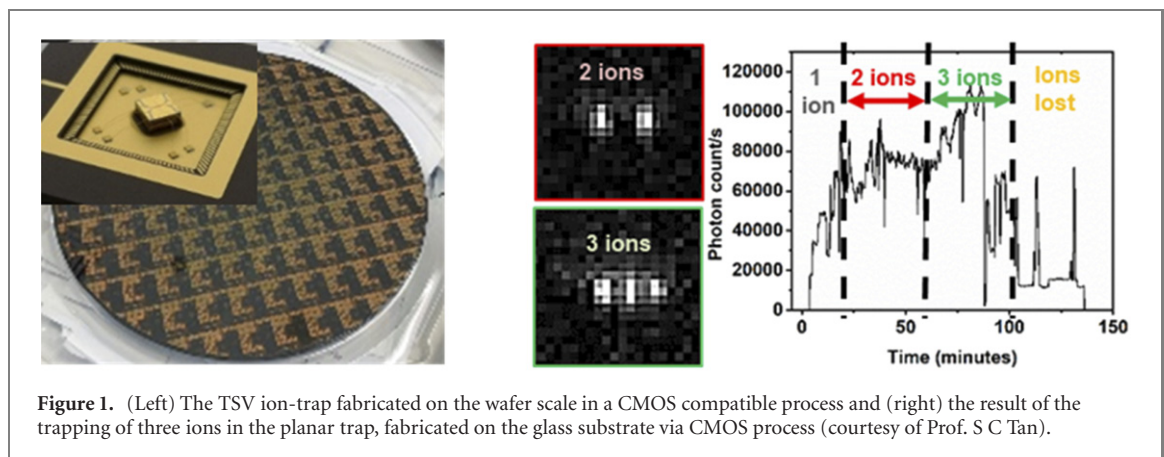 2 ions
3 ions
1
ion
2 ions
3 ions
Ions
lost
Photon count/s
120000
100000
80000
60000
40000
20000
0
0
50
100
150
Time (minutes)
Figure 1. (Left) The TSV ion-trap fabricated on the wafer scale in a CMOS compatible process and (right) the result of the
trapping of three ions in the planar trap, fabricated on the glass substrate via CMOS process (courtesy of Prof. S C Tan).